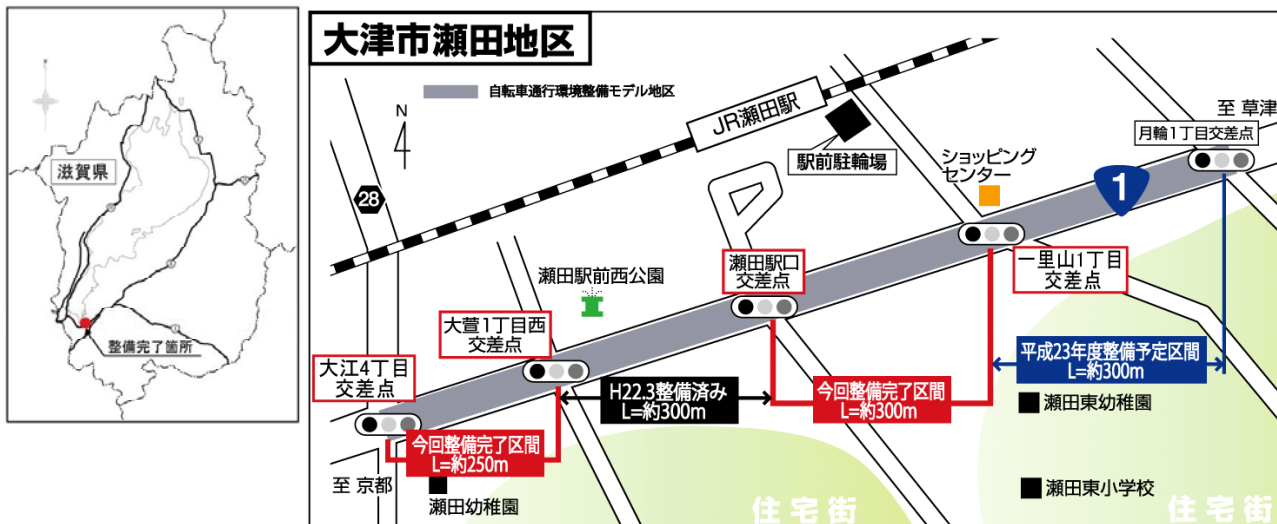 滋賀県
整備完了箇所
大津市瀬田地区
自転車通行環境整備モデル地区
N
28
JR瀬田駅
駅前駐輪場
ショッピング
センター
至 草津
月輪1丁目交差点
1
瀬田駅前西公園
瀬田駅口
交差点
一里山1丁目
交差点
大萱1丁目西
交差点
大江4丁目
交差点
H22.3整備済み
L=約300m
今回整備完了区間
L=約300m
平成23年度整備予定区間
L=約300m
今回整備完了区間
L=約250m
瀬田東幼稚園
至 京都
瀬田幼稚園
瀬田東小学校
住宅街
住宅街